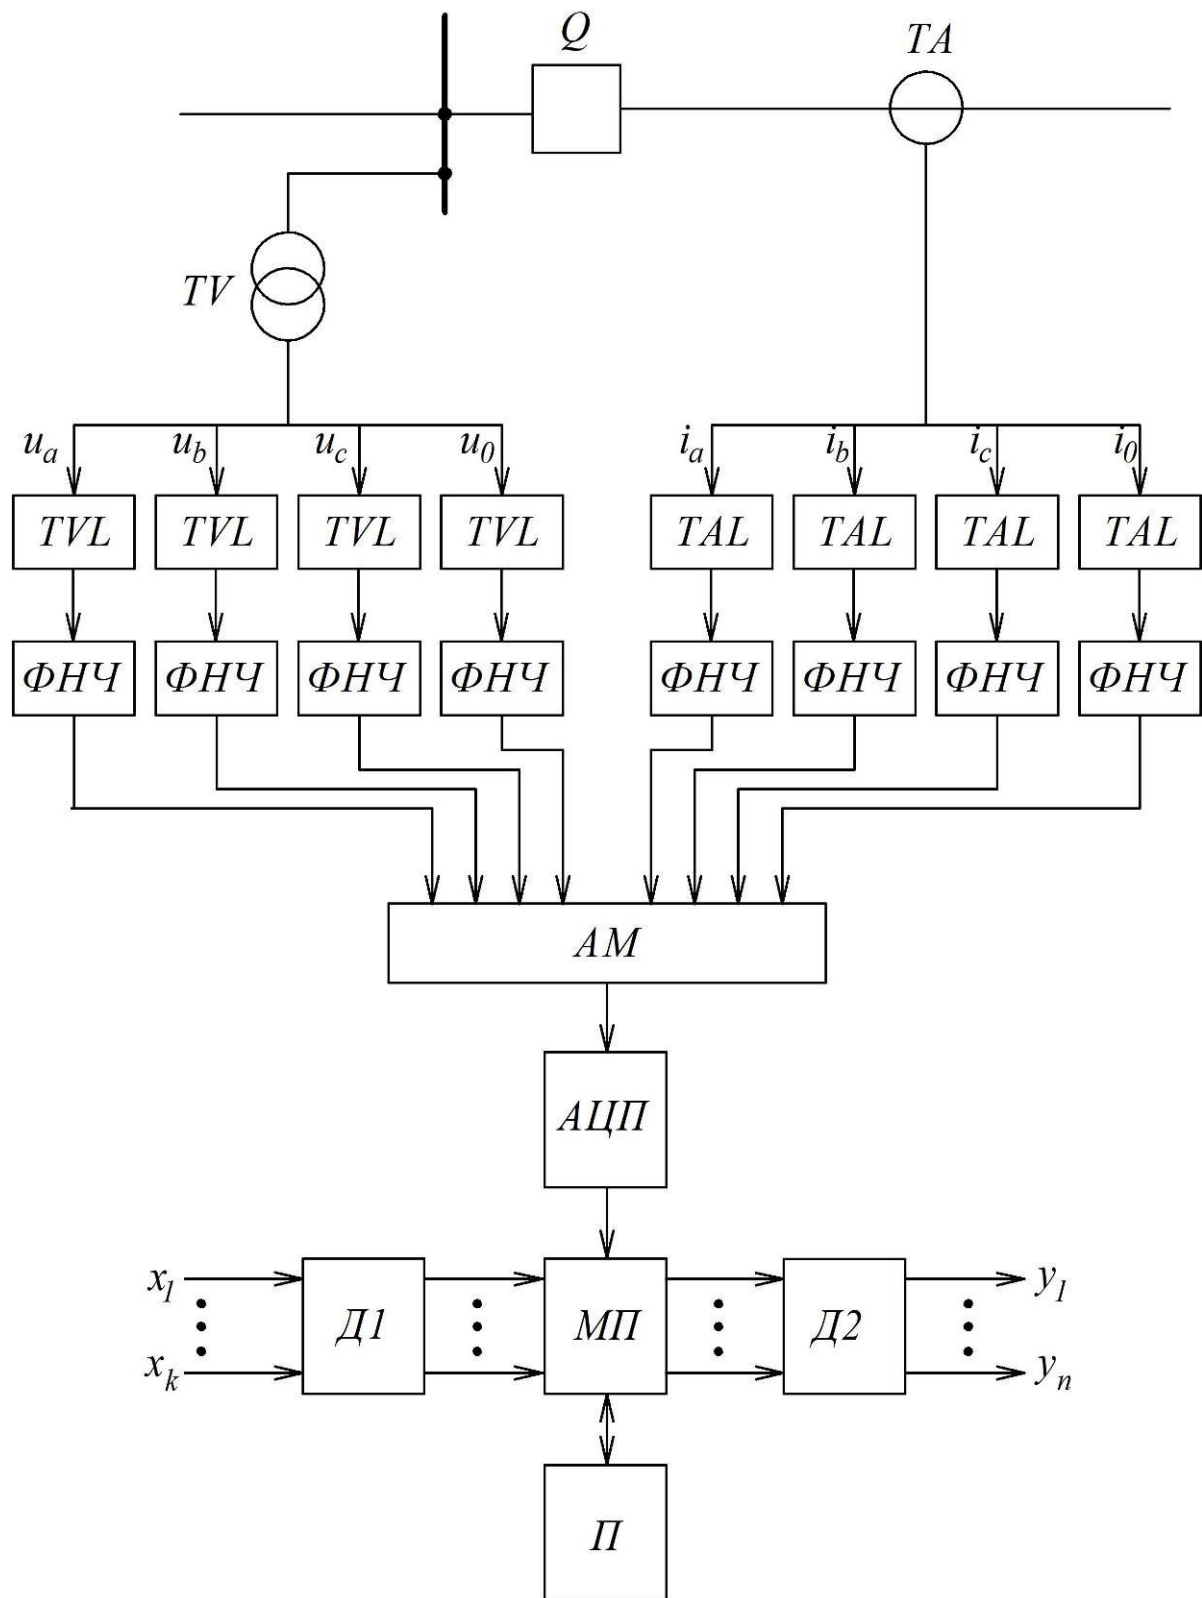 Q
TA
TV
u_a u_b u_c u_0 i_a i_b i_c i_0
TVL TVL TVL TVL TAL TAL TAL TAL
ФНЧ ФНЧ ФНЧ ФНЧ ФНЧ ФНЧ ФНЧ ФНЧ
АМ
АЦП
x_1
Д1 МП Д2
y_1
x_k
y_n
П